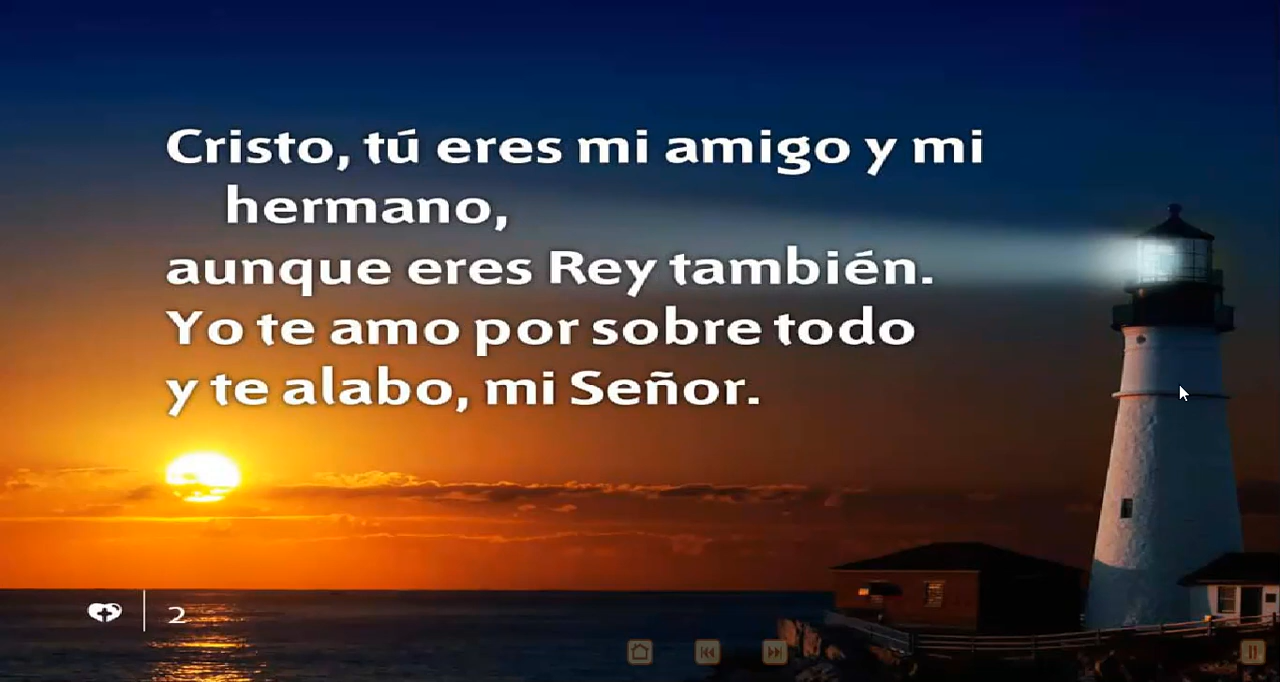 Cristo, tú eres mi amigo y mi
hermano,
aunque eres Rey también.
Yo te amo por sobre todo
y te alabo, mi Señor.
2